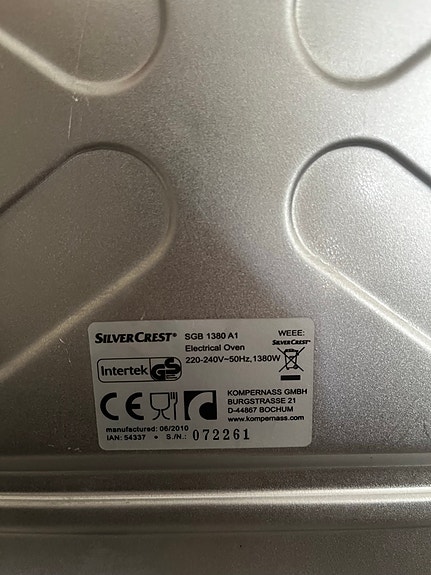 SILVERCREST® SGB 1380 A1 WEEE:
Electrical Oven SILVERCREST®
220-240V~50Hz, 1380W
Intertek GS
CE
KOMPERNASS GMBH
BURGSTRASSE 21
D-44867 BOCHUM
www.kompernass.com
manufactured: 06/2010
IAN: 54337 • S./N.: 072261